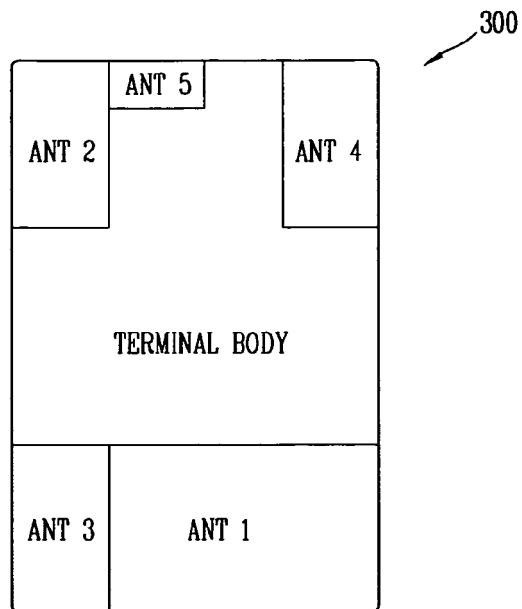 300
ANT 5
ANT 2
ANT 4
TERMINAL BODY
ANT 3
ANT 1